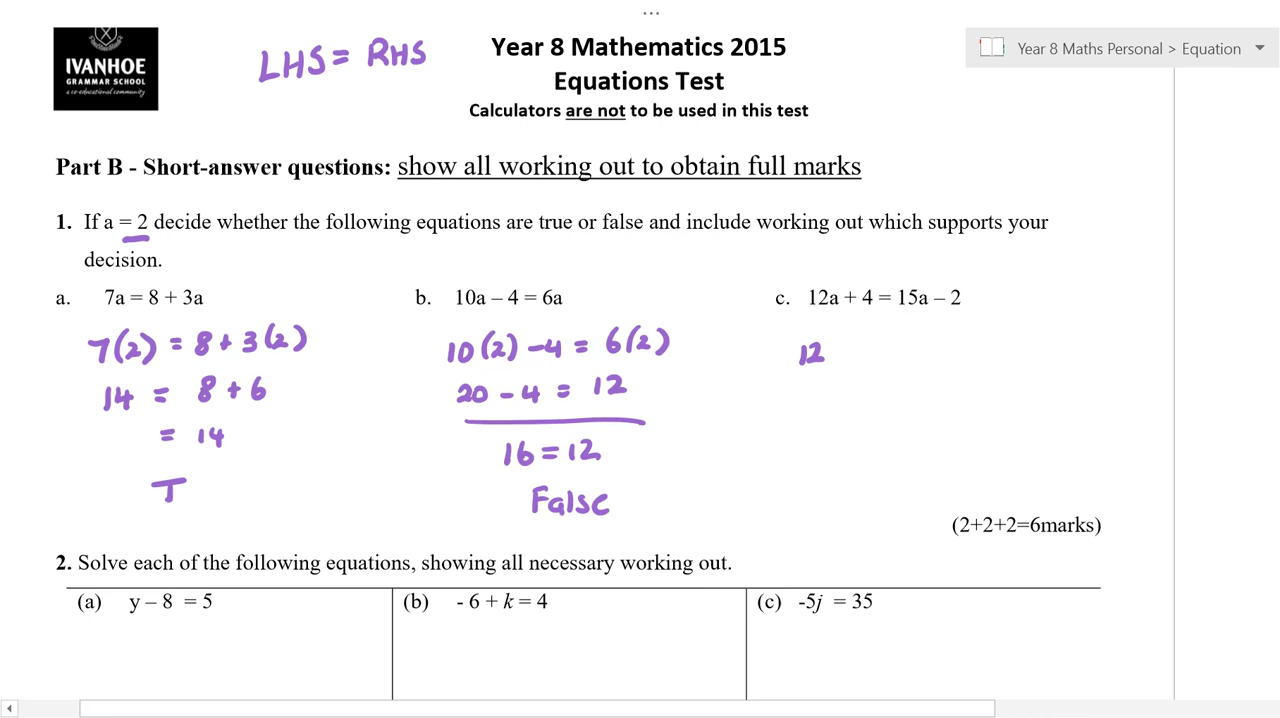 ...
IVANHOE
GRAMMAR SCHOOL
a co-educational community
LHS = RHS
Year 8 Mathematics 2015
Equations Test
Calculators are not to be used in this test
Year 8 Maths Personal > Equation
Part B - Short-answer questions: show all working out to obtain full marks
1. If a = 2 decide whether the following equations are true or false and include working out which supports your
decision.
a. 7a = 8 + 3a
7(2) = 8 + 3(2)
14 = 8 + 6
= 14
T
b. 10a – 4 = 6a
10(2) - 4 = 6(2)
20 - 4 = 12
16 = 12
False
c. 12a + 4 = 15a – 2
12
(2+2+2=6marks)
2. Solve each of the following equations, showing all necessary working out.
(a) y – 8 = 5
(b) - 6 + k = 4
(c) -5j = 35